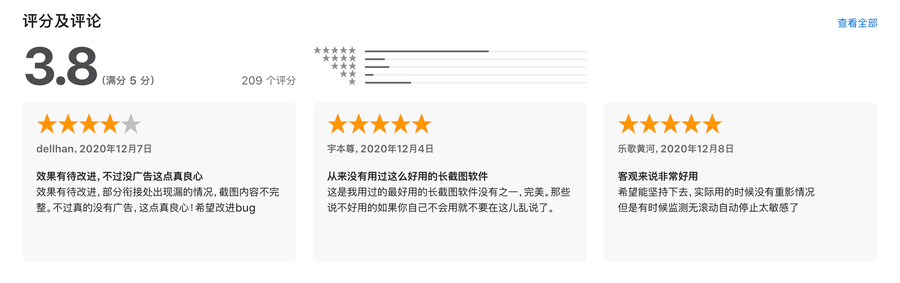 评分及评论
查看全部
3.8
(满分 5 分)
209 个评分
★★★★★
★★★★
★★★
★★
★
dellhan, 2020年12月7日
效果有待改进, 不过没广告这点真良心
效果有待改进, 部分衔接处出现漏的情况, 截图内容不完
整。不过真的没有广告, 这点真良心! 希望改进bug
宇本尊, 2020年12月4日
从来没有用过这么好用的长截图软件
这是我用过的最好用的长截图软件没有之一, 完美。那些
说不好用的如果你自己不会用就不要在这儿乱说了。
乐歌黄河, 2020年12月8日
客观来说非常好用
希望能坚持下去, 实际用的时候没有重影情况
但是有时候监测无滚动自动停止太敏感了